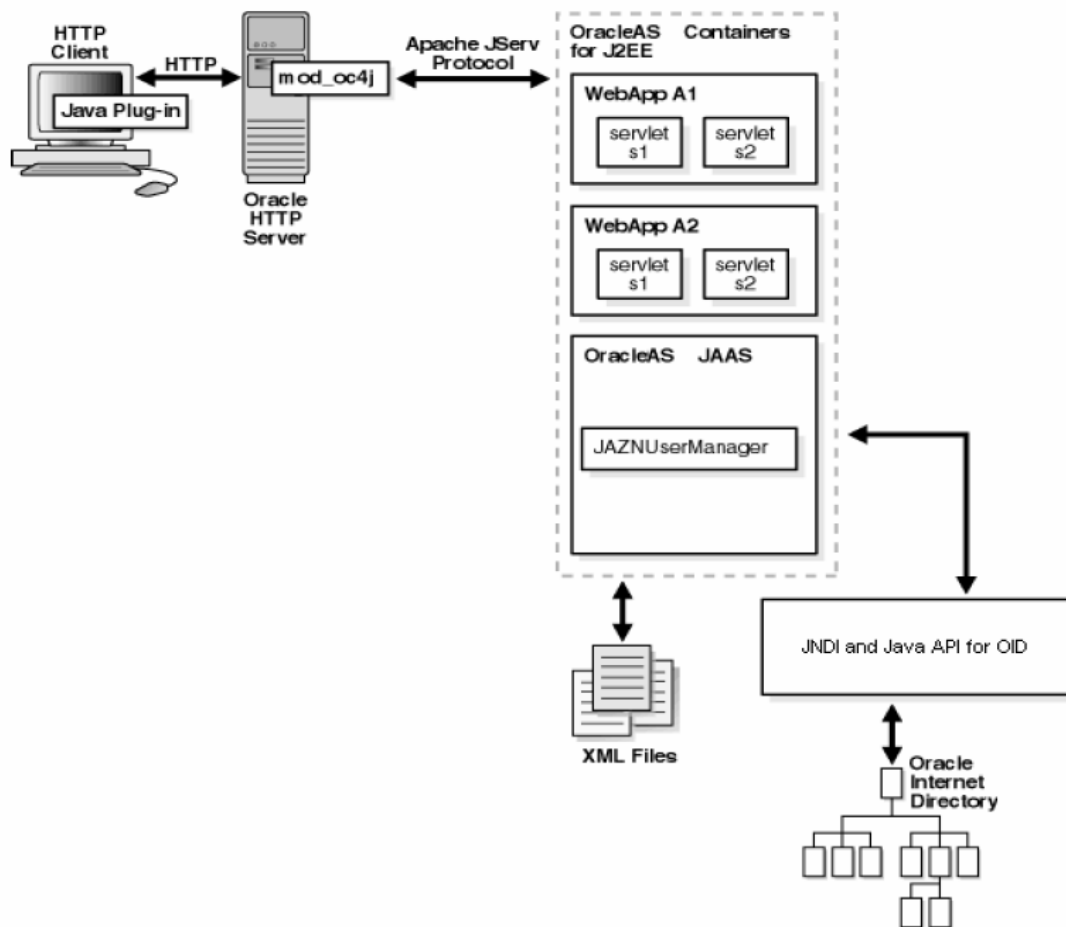 HTTP
Client
HTTP
Java Plug-in
mod_oc4j
Oracle
HTTP
Server
Apache JServ
Protocol
OracleAS Containers
for J2EE
WebApp A1
servlet
s1
servlet
s2
WebApp A2
servlet
s1
servlet
s2
OracleAS JAAS
JAZNUserManager
XML Files
JNDI and Java API for OID
Oracle
Internet
Directory